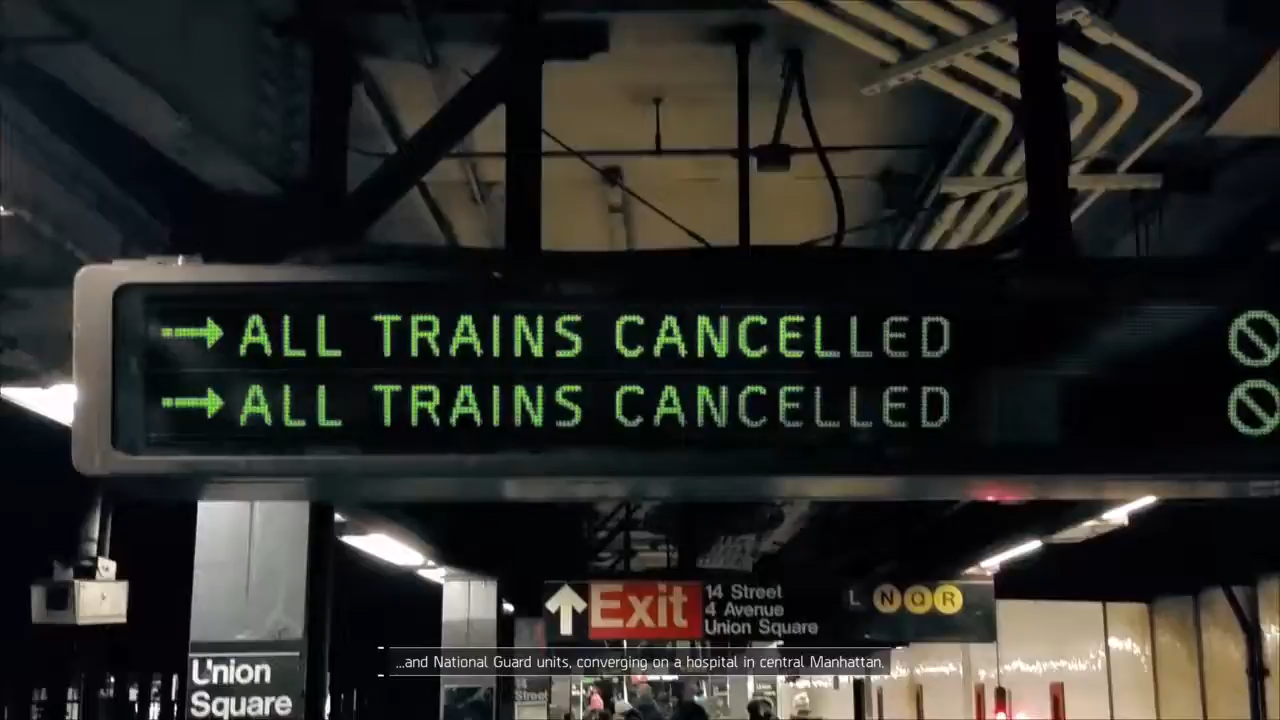 → ALL TRAINS CANCELLED
→ ALL TRAINS CANCELLED
Exit
14 Street
4 Avenue
Union Square
L N Q R
...and National Guard units, converging on a hospital in central Manhattan.
Union
Square
Street